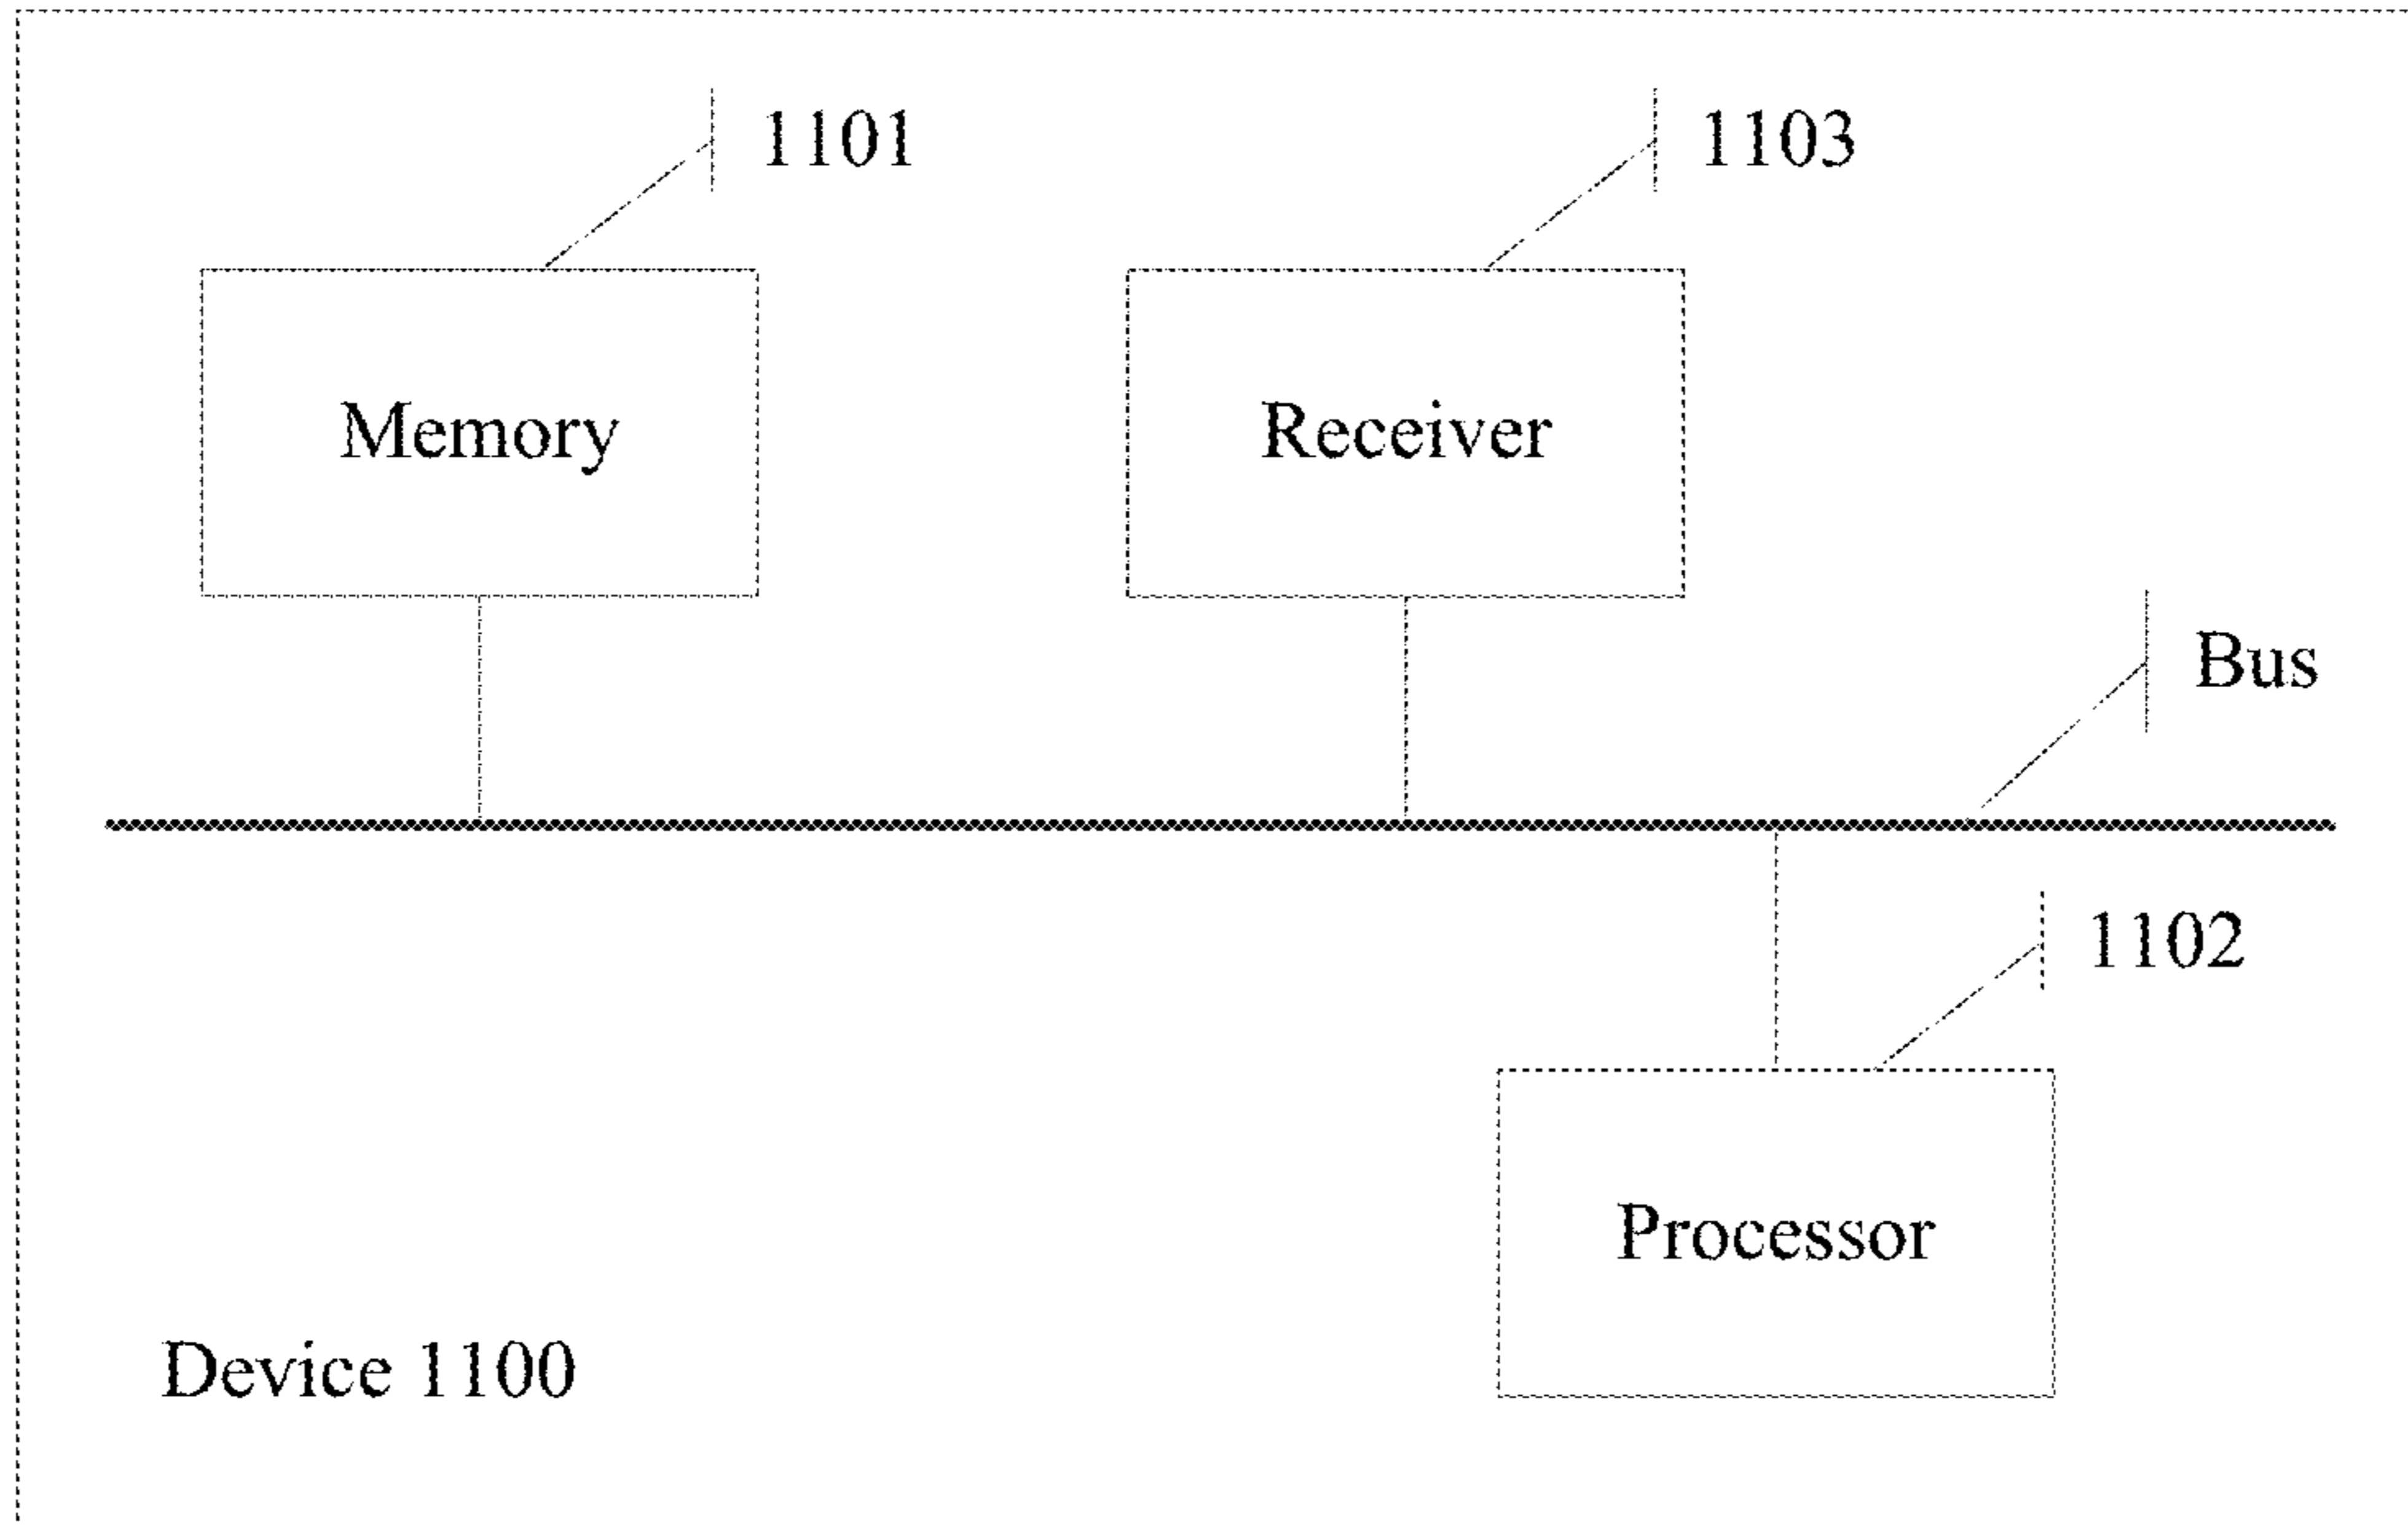 1101
1103
Memory
Receiver
Bus
1102
Processor
Device 1100